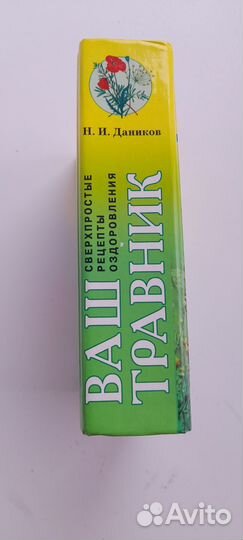 Н. И. Даников
СВЕРХПРОСТЫЕ
РЕЦЕПТЫ
ОЗДОРОВЛЕНИЯ
ВАШ
ТРАВНИК
Avito